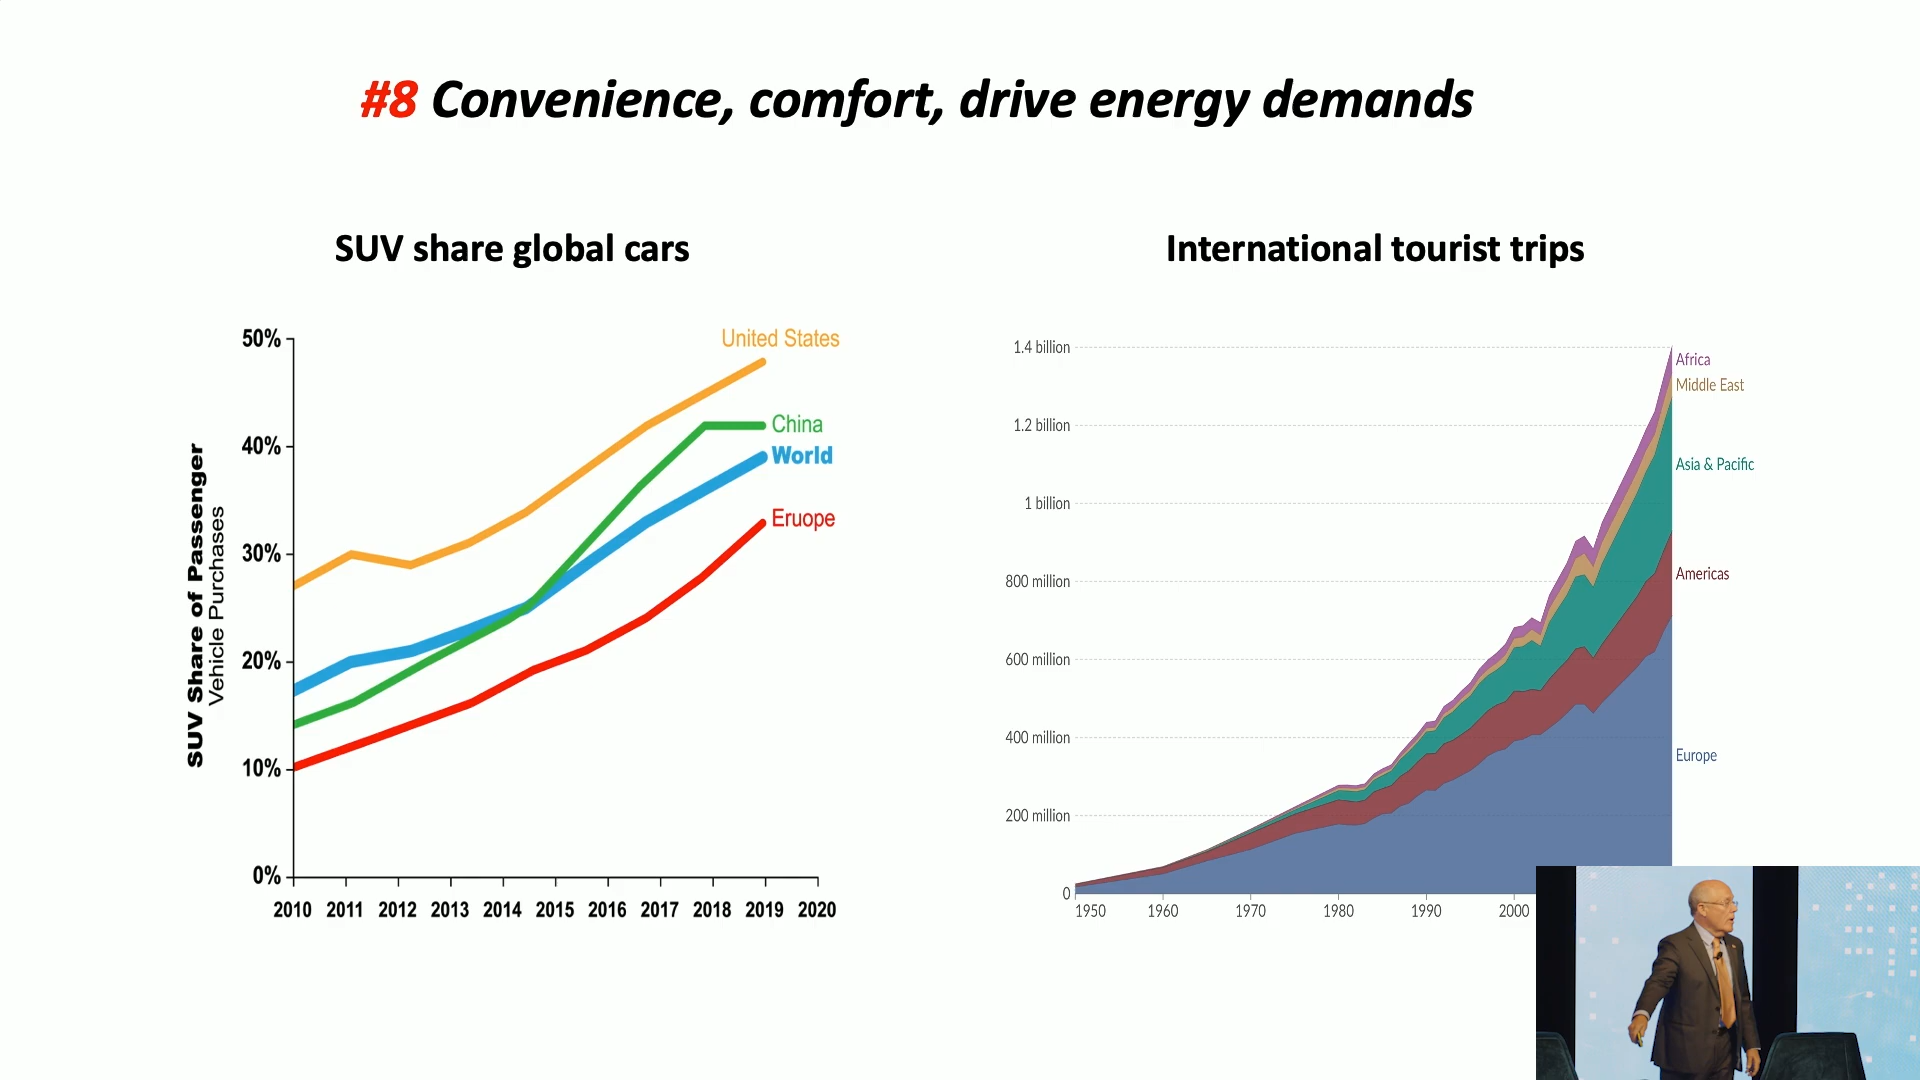 #8 Convenience, comfort, drive energy demands
SUV share global cars
SUV Share of Passenger
Vehicle Purchases
50%
40%
30%
20%
10%
0%
2010 2011 2012 2013 2014 2015 2016 2017 2018 2019 2020
United States
China
World
Eruope
International tourist trips
1.4 billion
1.2 billion
1 billion
800 million
600 million
400 million
200 million
0
1950 1960 1970 1980 1990 2000
Africa
Middle East
Asia & Pacific
Americas
Europe